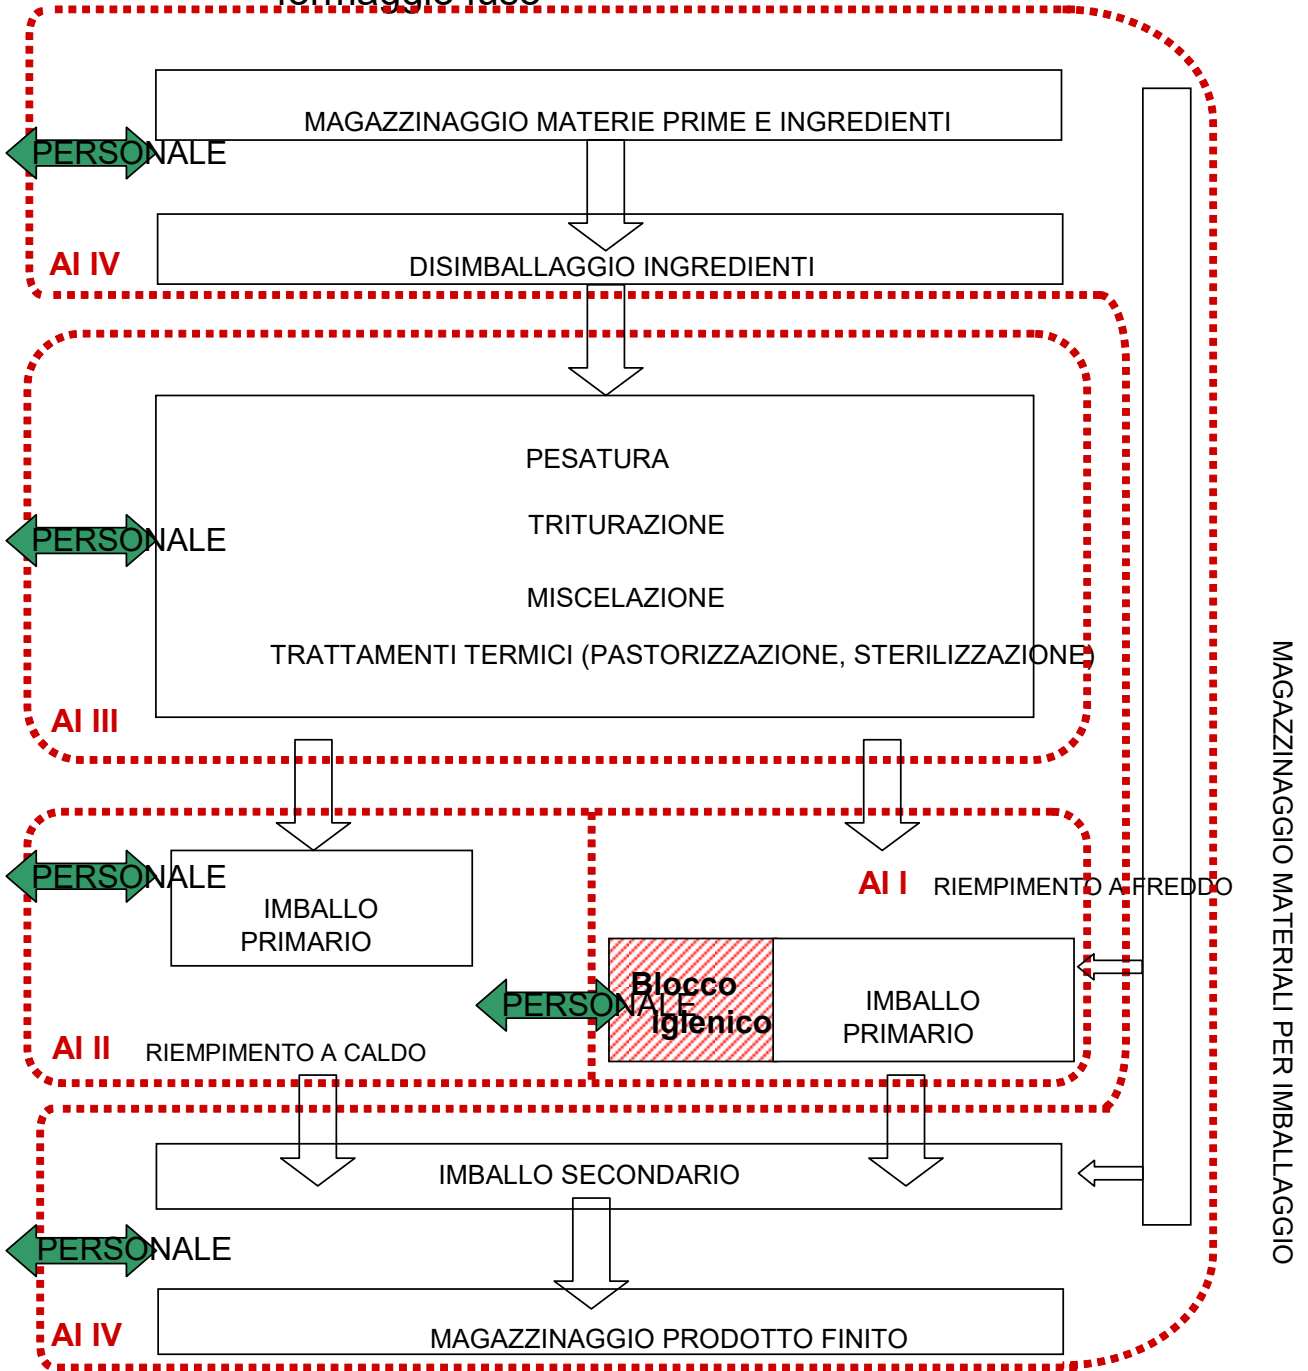 formaggio fuso
MAGAZZINAGGIO MATERIE PRIME E INGREDIENTI
PERSONALE
AI IV
DISIMBALLAGGIO INGREDIENTI
PESATURA
TRITURAZIONE
PERSONALE
MISCELAZIONE
TRATTAMENTI TERMICI (PASTORIZZAZIONE, STERILIZZAZIONE)
AI III
MAGAZZINAGGIO MATERIALI PER IMBALLAGGIO
PERSONALE
IMBALLO
PRIMARIO
AI I
RIEMPIMENTO A FREDDO
Blocco
Igienico
PERSONALE
IMBALLO
PRIMARIO
AI II
RIEMPIMENTO A CALDO
IMBALLO SECONDARIO
PERSONALE
AI IV
MAGAZZINAGGIO PRODOTTO FINITO